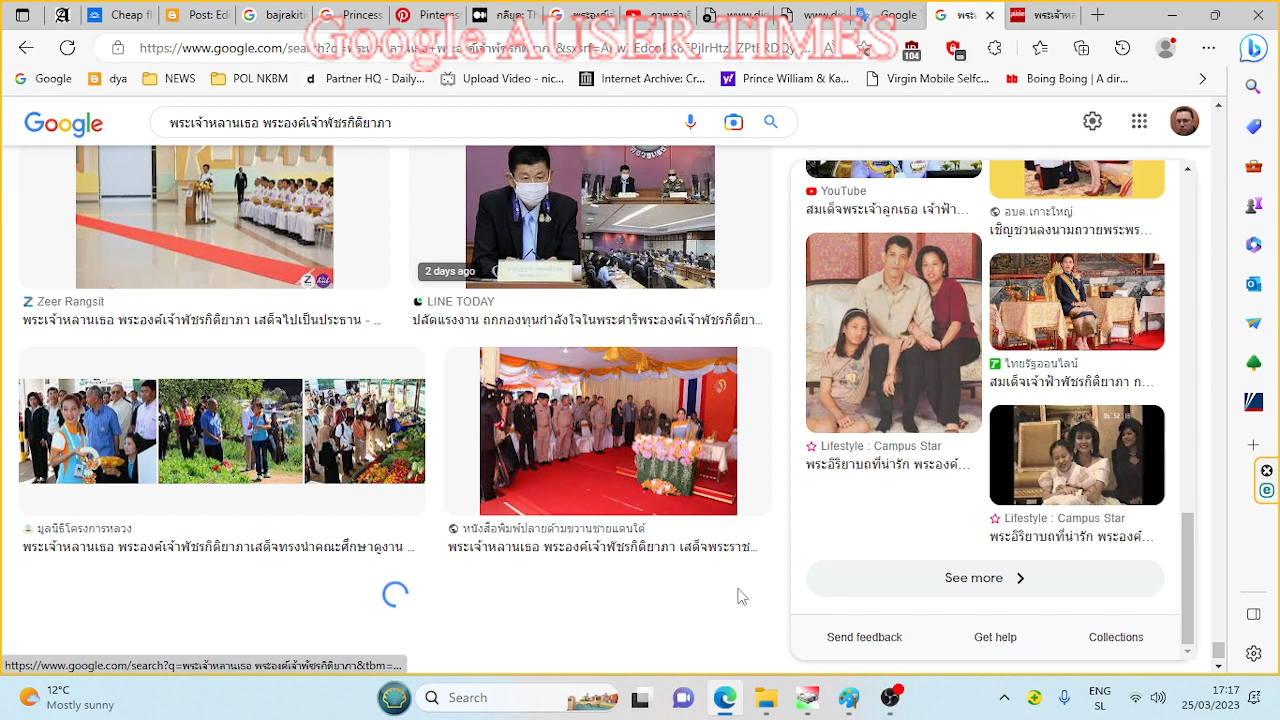 Google AUSER TIMES
Cheap f
Post Edi
bajrakiti
Princess
Pinteres
Google
https://www.google.com/search?q=
104
Google
dya
NEWS
POL NKBM
Partner HQ - Daily...
Upload Video - nic...
Internet Archive: Cr...
Prince William & Ka...
Virgin Mobile Selfc...
Boing Boing | A dir...
Google
พระเจ้าหลานเธอ พระองค์เจ้าพัชรกิติยาภา
2 days ago
Zeer Rangsit
พระเจ้าหลานเธอ พระองค์เจ้าพัชรกิติยาภา เสด็จไปเป็นประธาน - ...
LINE TODAY
ปลัดแรงงาน ถกกองทุนกำลังใจในพระดำริพระองค์เจ้าพัชรกิติยา...
มูลนิธิโครงการหลวง
พระเจ้าหลานเธอ พระองค์เจ้าพัชรกิติยาภาเสด็จทรงนำคณะศึกษาดูงาน ...
หนังสือพิมพ์ปลายด้ามขวานชายแดนใต้
พระเจ้าหลานเธอ พระองค์เจ้าพัชรกิติยาภา เสด็จพระราช...
YouTube
สมเด็จพระเจ้าลูกเธอ เจ้าฟ้า...
อบต.เกาะใหญ่
เชิญชวนลงนามถวายพระพร...
ไทยรัฐออนไลน์
สมเด็จเจ้าฟ้าพัชรกิติยาภา ก...
Lifestyle : Campus Star
พระอิริยาบถที่น่ารัก พระองค์...
Lifestyle : Campus Star
พระอิริยาบถที่น่ารัก พระองค์...
See more
Send feedback
Get help
Collections
https://www.google.com/search?q=พระเจ้าหลานเธอ พระองค์เจ้าพัชรกิติยาภา&tbm=...
12°C
Mostly sunny
Search
ENG
SL
17:17
25/03/2023